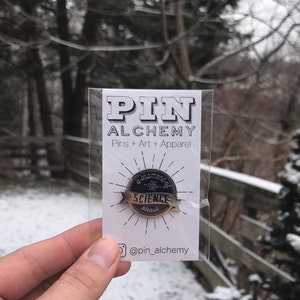 PIN
ALCHEMY
Pins + Art + Apparel
SCIENCE
@pin_alchemy